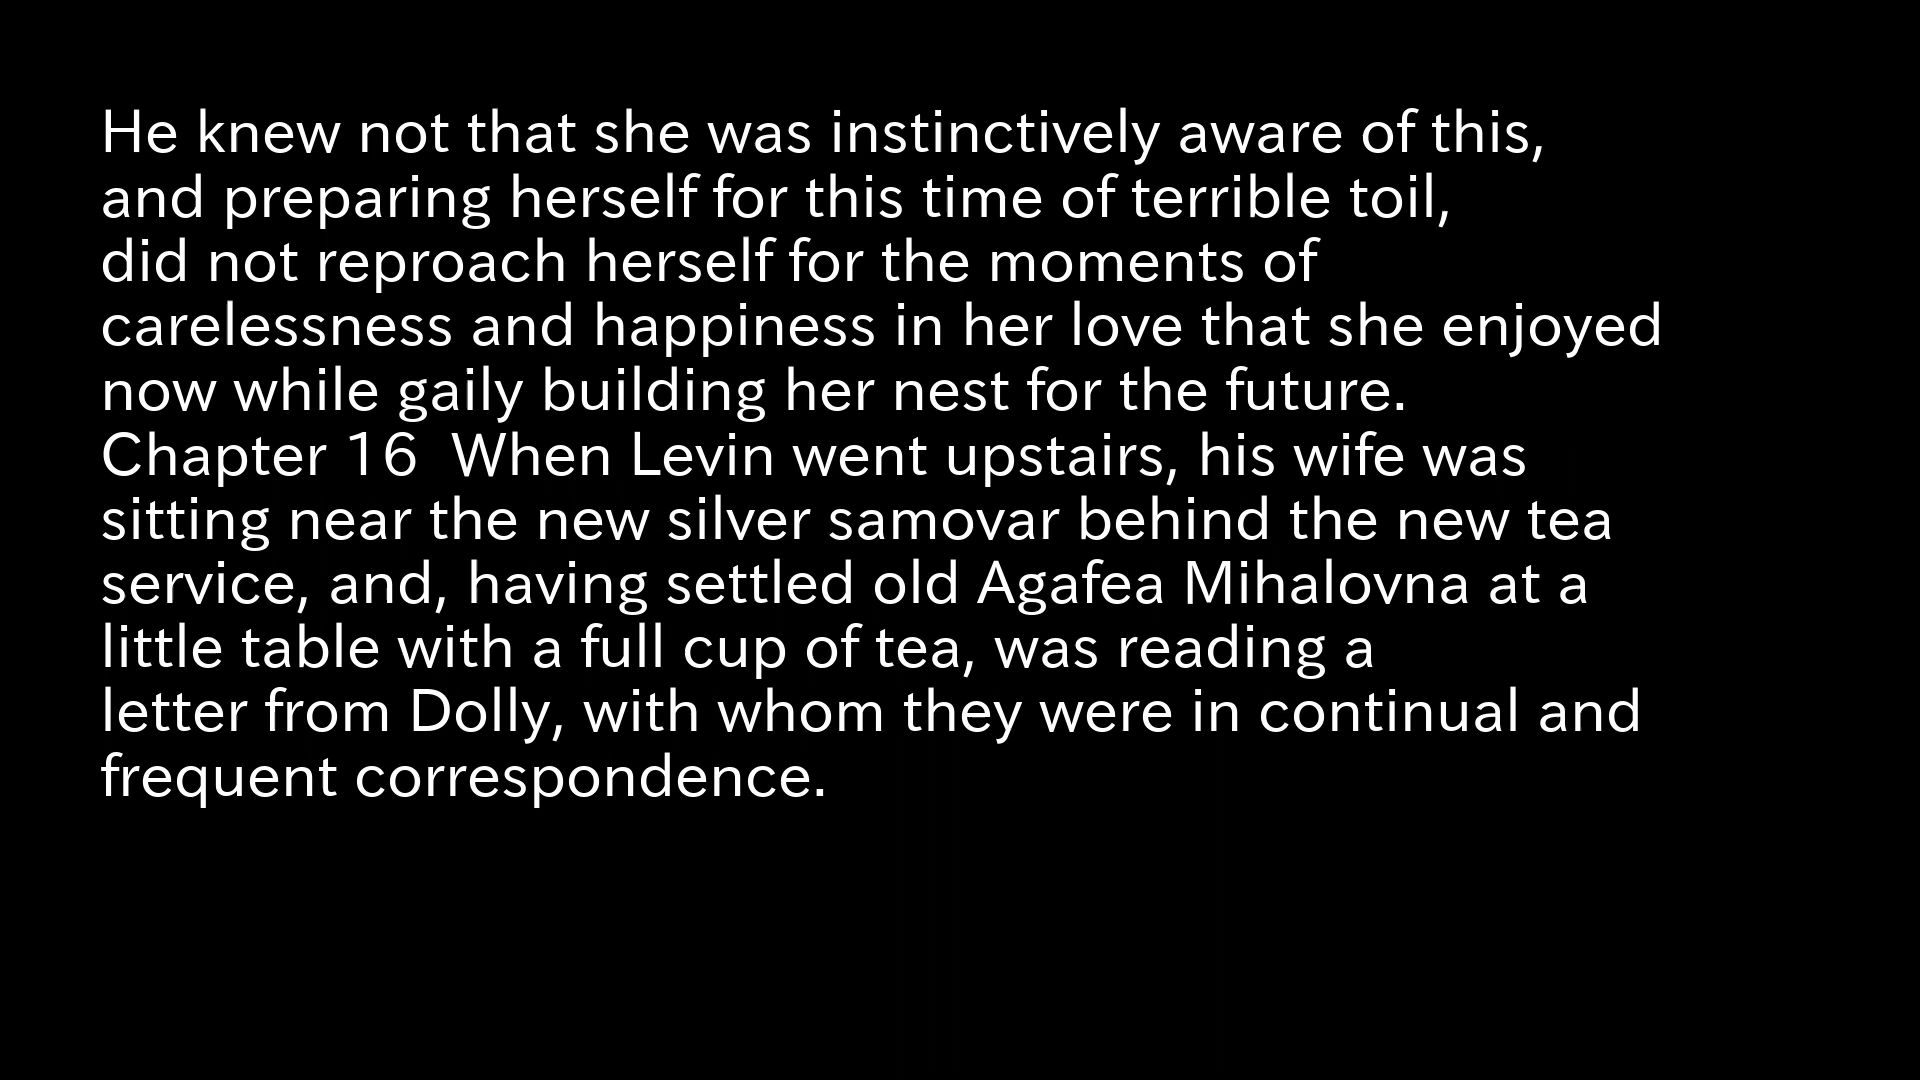 He knew not that she was instinctively aware of this,
and preparing herself for this time of terrible toil,
did not reproach herself for the moments of
carelessness and happiness in her love that she enjoyed
now while gaily building her nest for the future.
Chapter 16  When Levin went upstairs, his wife was
sitting near the new silver samovar behind the new tea
service, and, having settled old Agafea Mihalovna at a
little table with a full cup of tea, was reading a
letter from Dolly, with whom they were in continual and
frequent correspondence.